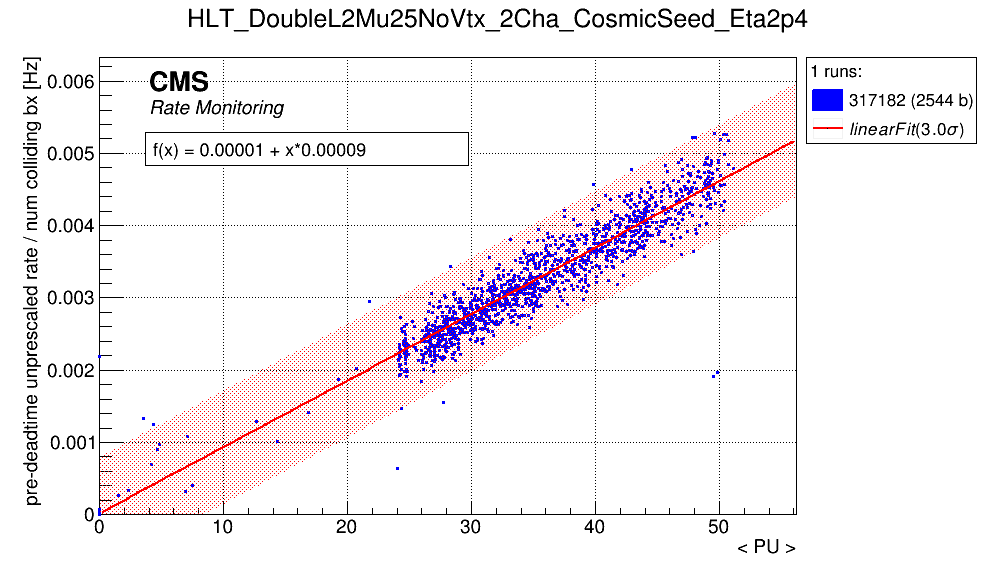 HLT_DoubleL2Mu25NoVtx_2Cha_CosmicSeed_Eta2p4
pre-deadtime unprescaled rate / num colliding bx [Hz]
CMS
Rate Monitoring
f(x) = 0.00001 + x*0.00009
1 runs:
317182 (2544 b)
linearFit(3.0σ)
0.006
0.005
0.004
0.003
0.002
0.001
0
0
10
20
30
40
50
< PU >